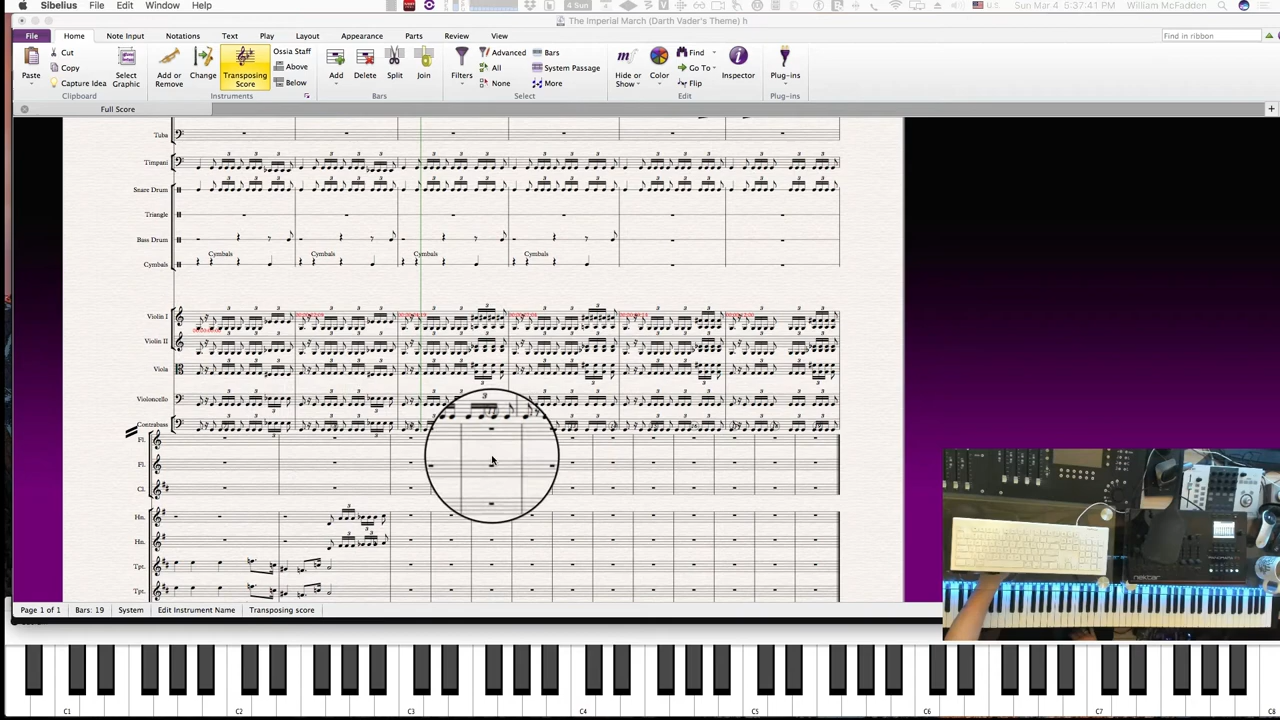 Sibelius File Edit Window Help 4 Sun Sun Mar 4 5:37:41 PM William McFadden
The Imperial March (Darth Vader's Theme) h
File Home Note Input Notations Text Play Layout Appearance Parts Review View Find in ribbon
Paste Cut Copy Capture Idea Select Graphic Add or Remove Change Transposing Score Ossia Staff Above Below Add Delete Split Join Filters Advanced All None Bars System Passage More Hide or Show Color Find Go To Flip Inspector Plug-ins
Clipboard Instruments Bars Select Edit Plug-ins
Full Score
Tuba
Timpani
Snare Drum
Triangle
Bass Drum
Cymbals Cymbals Cymbals Cymbals
Cymbals
Violin I
Violin II
Viola
Violoncello
Contrabass
Fl.
Fl.
Cl.
Hn.
Hn.
Tpt.
Tpt.
Page 1 of 1 Bars: 19 System Edit Instrument Name Transposing score
nektar
C1 C2 C3 C4 C5 C6 C7 C8